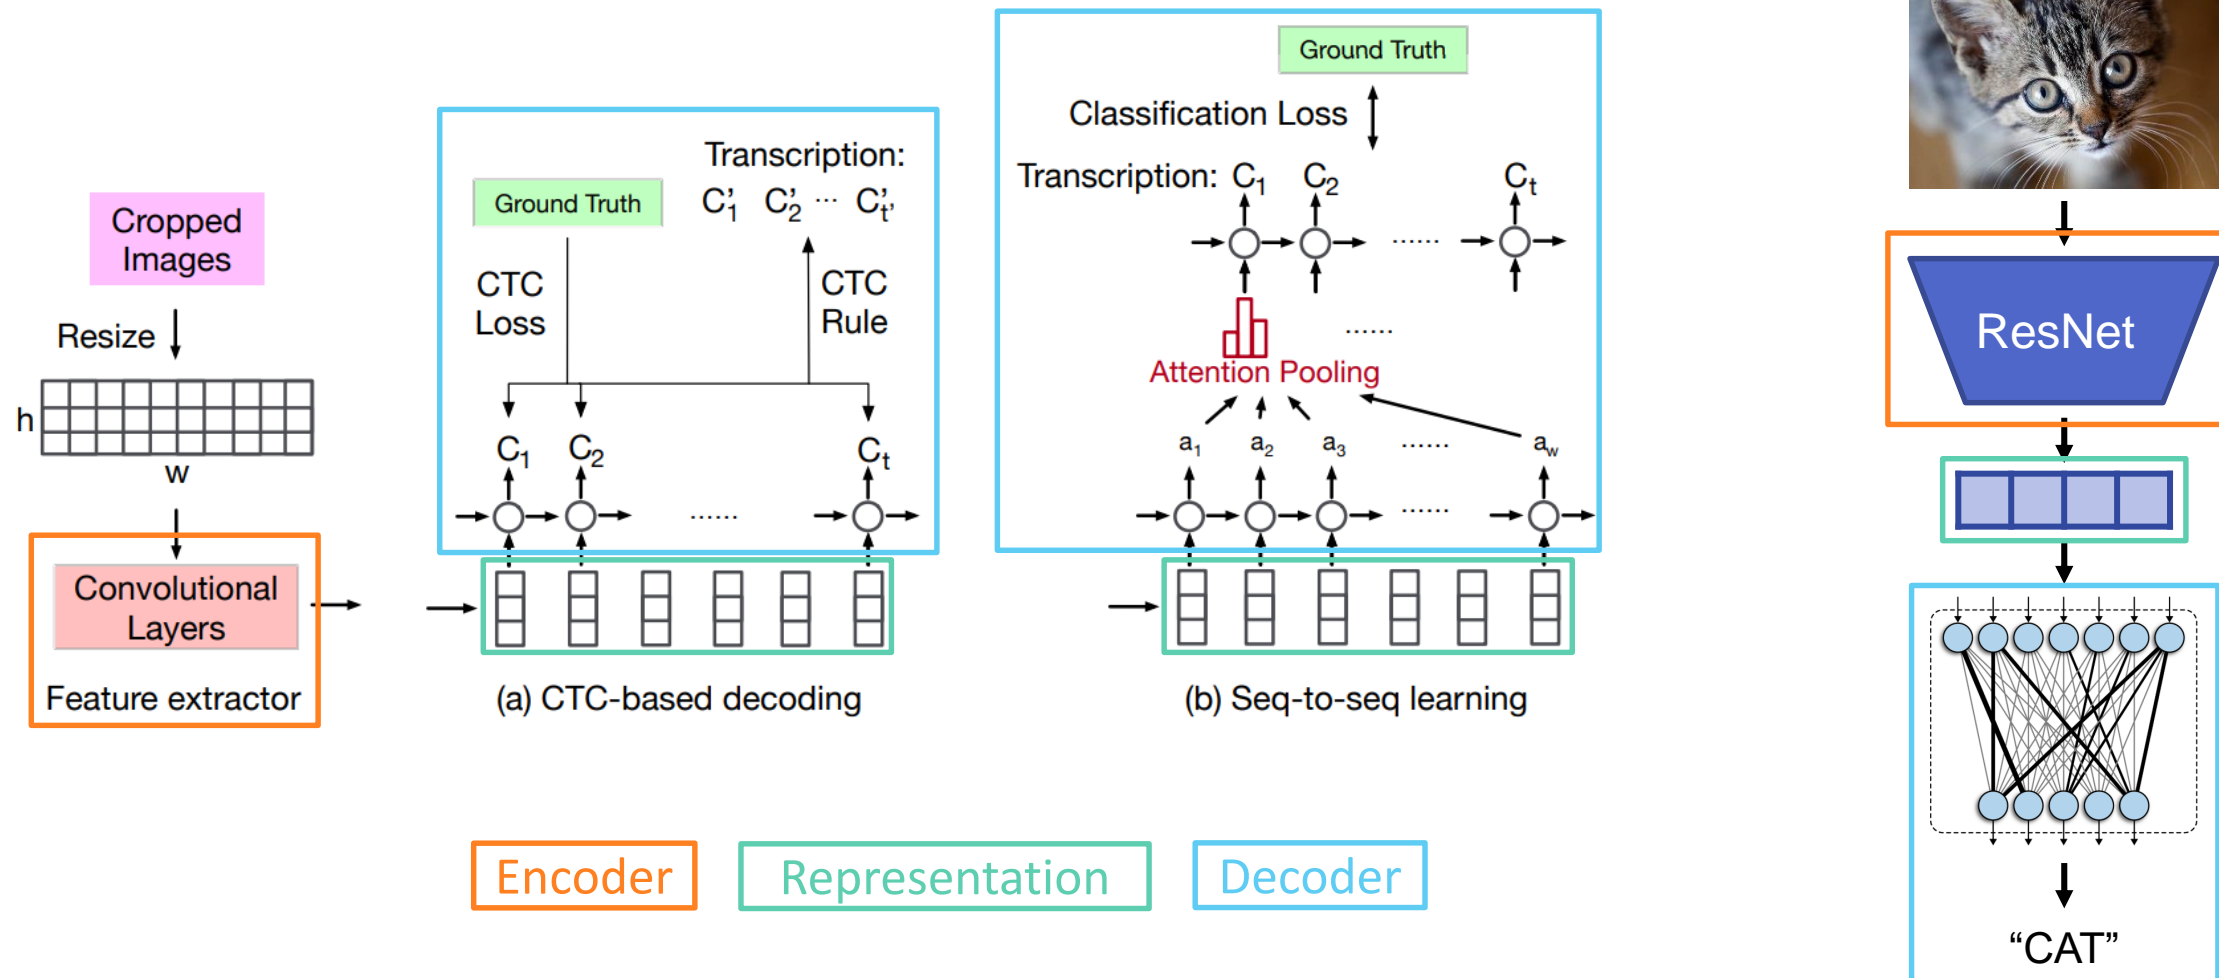 Cropped
Images
Resize
h
w
Convolutional
Layers
Feature extractor
Transcription:
Ground Truth
C'1 C'2 ... C't'
CTC
Loss
CTC
Rule
C1 C2 Ct
......
(a) CTC-based decoding
Ground Truth
Classification Loss
Transcription: C1 C2 Ct
......
......
Attention Pooling
a1 a2 a3 ...... aw
......
(b) Seq-to-seq learning
ResNet
“CAT”
Encoder
Representation
Decoder